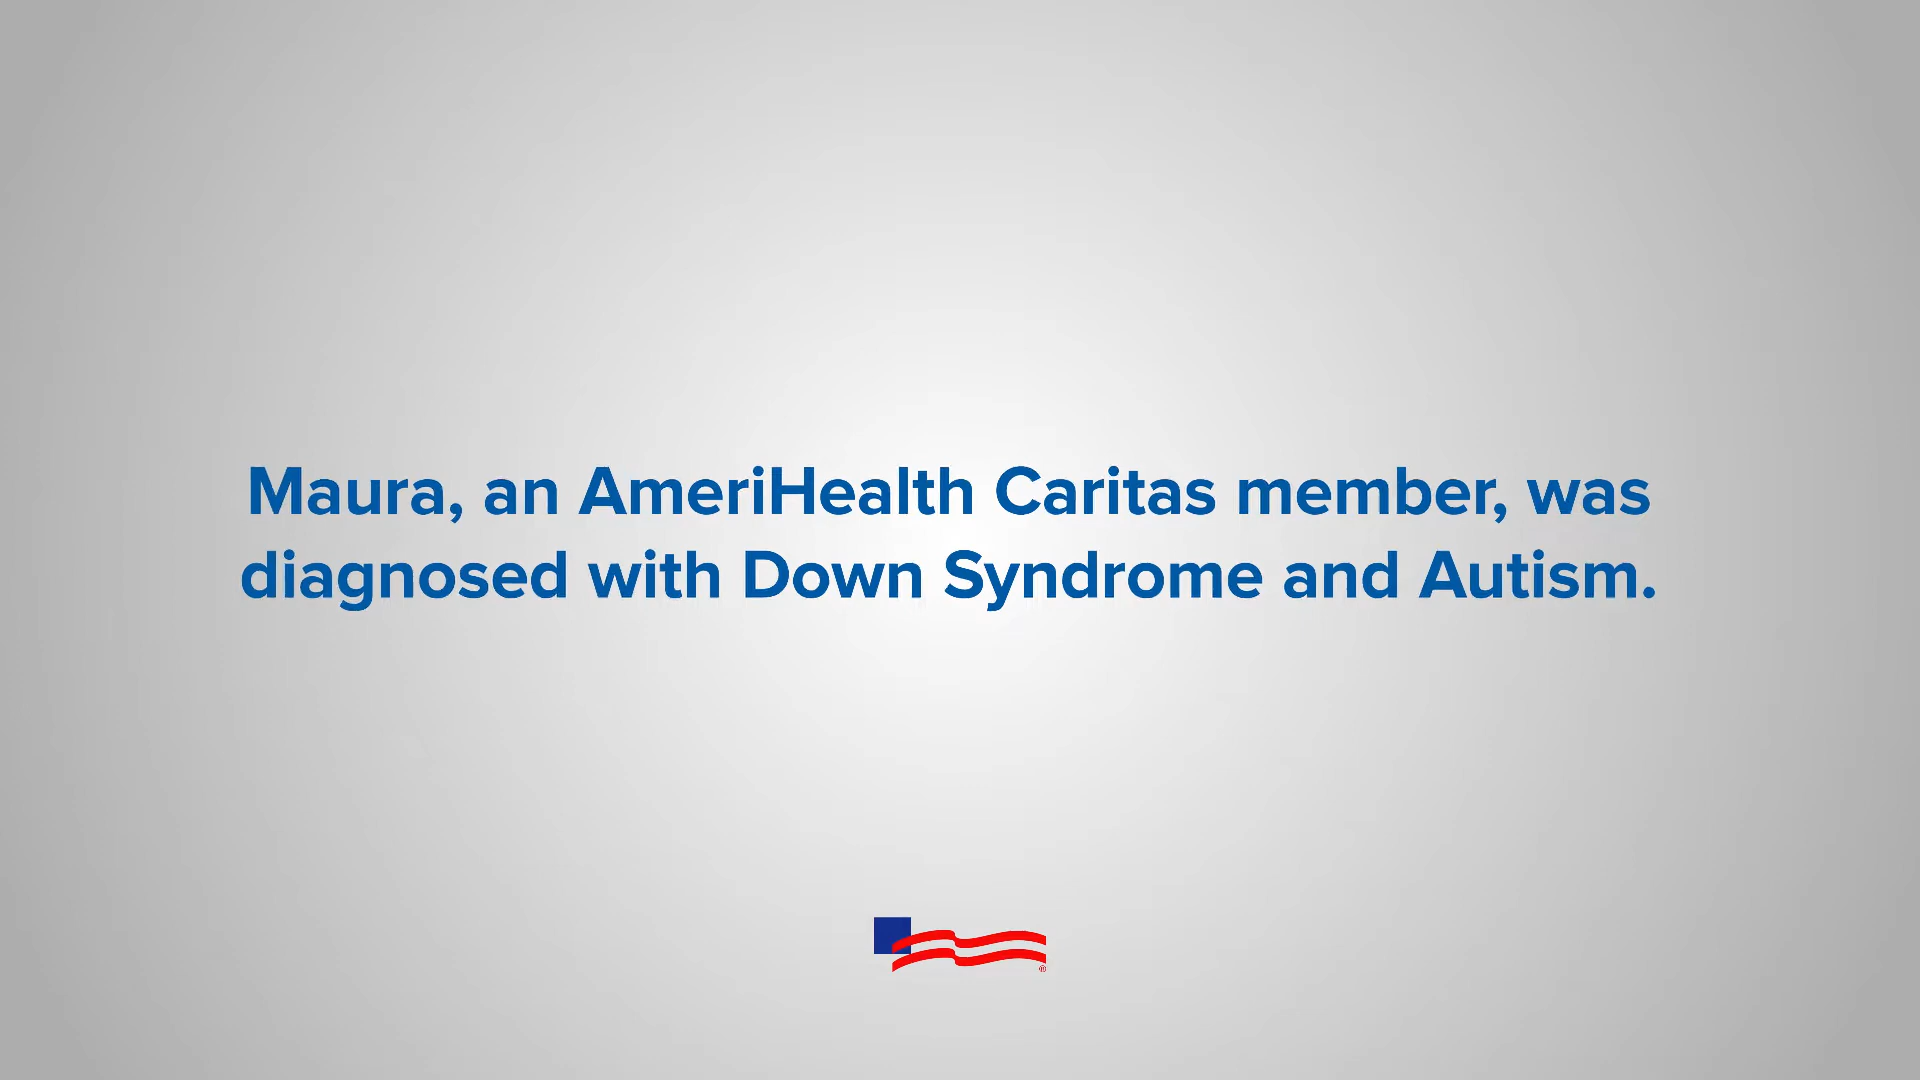 Maura, an AmeriHealth Caritas member, was
diagnosed with Down Syndrome and Autism.
®